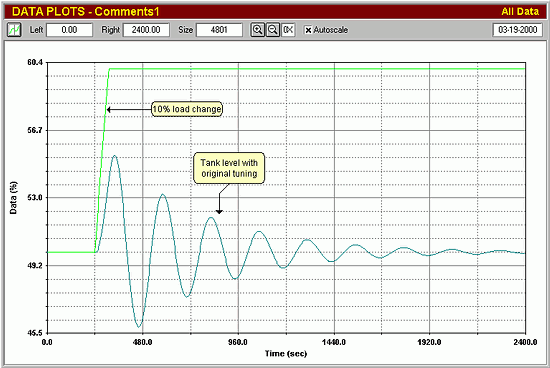 DATA PLOTS - Comments1 All Data
Left 0.00 Right 2400.00 Size 4801 0X Autoscale 03-19-2000
60.4
10% load change
56.7
Tank level with
original tuning
53.0
Data (%)
49.2
45.5
0.0 480.0 960.0 1440.0 1920.0 2400.0
Time (sec)